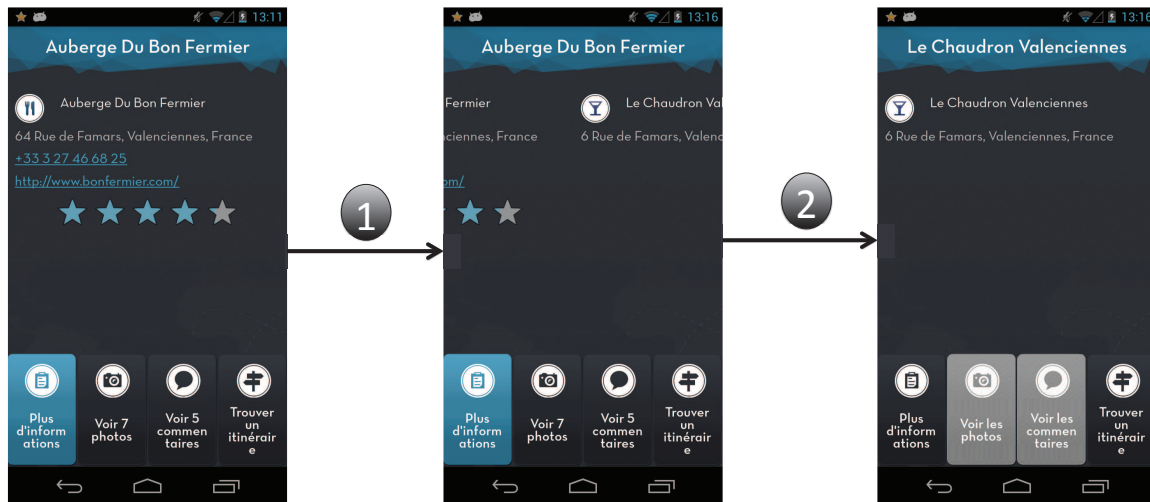 13:11
Auberge Du Bon Fermier
Auberge Du Bon Fermier
64 Rue de Famars, Valenciennes, France
+33 3 27 46 68 25
http://www.bonfermier.com/
Plus
d'inform
ations
Voir 7
photos
Voir 5
commen
taires
Trouver
un
itinérair
e
1
13:16
Auberge Du Bon Fermier
Fermier
Le Chaudron Val
ciennes, France
6 Rue de Famars, Valenc
om/
Plus
d'inform
ations
Voir 7
photos
Voir 5
commen
taires
Trouver
un
itinérair
e
2
13:16
Le Chaudron Valenciennes
Le Chaudron Valenciennes
6 Rue de Famars, Valenciennes, France
Plus
d'inform
ations
Voir les
photos
Voir les
commen
taires
Trouver
un
itinérair
e